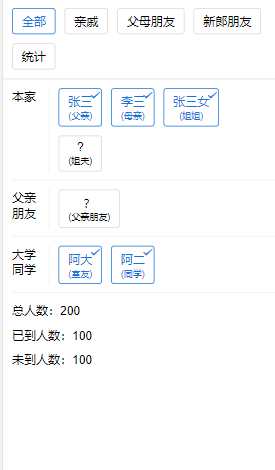 全部 亲戚 父母朋友 新郎朋友
统计
本家 张三 李三 张三女
(父亲) (母亲) (姐姐)
?
(姐夫)
父亲 ?
朋友 (父亲朋友)
大学 阿大 阿二
同学 (室友) (同学)
总人数：200
已到人数：100
未到人数：100